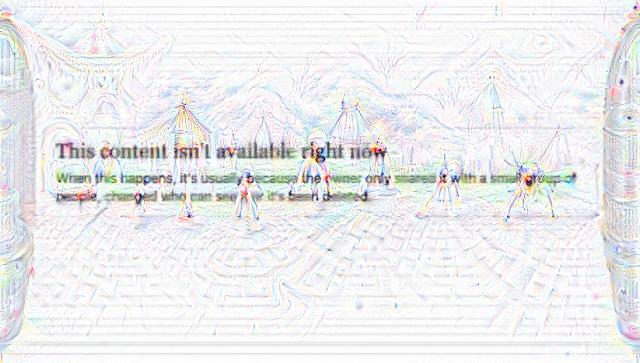 This content isn't available right now
When this happens, it's usually because the owner only shared it with a small group of
people, changed who can see it or it's been deleted